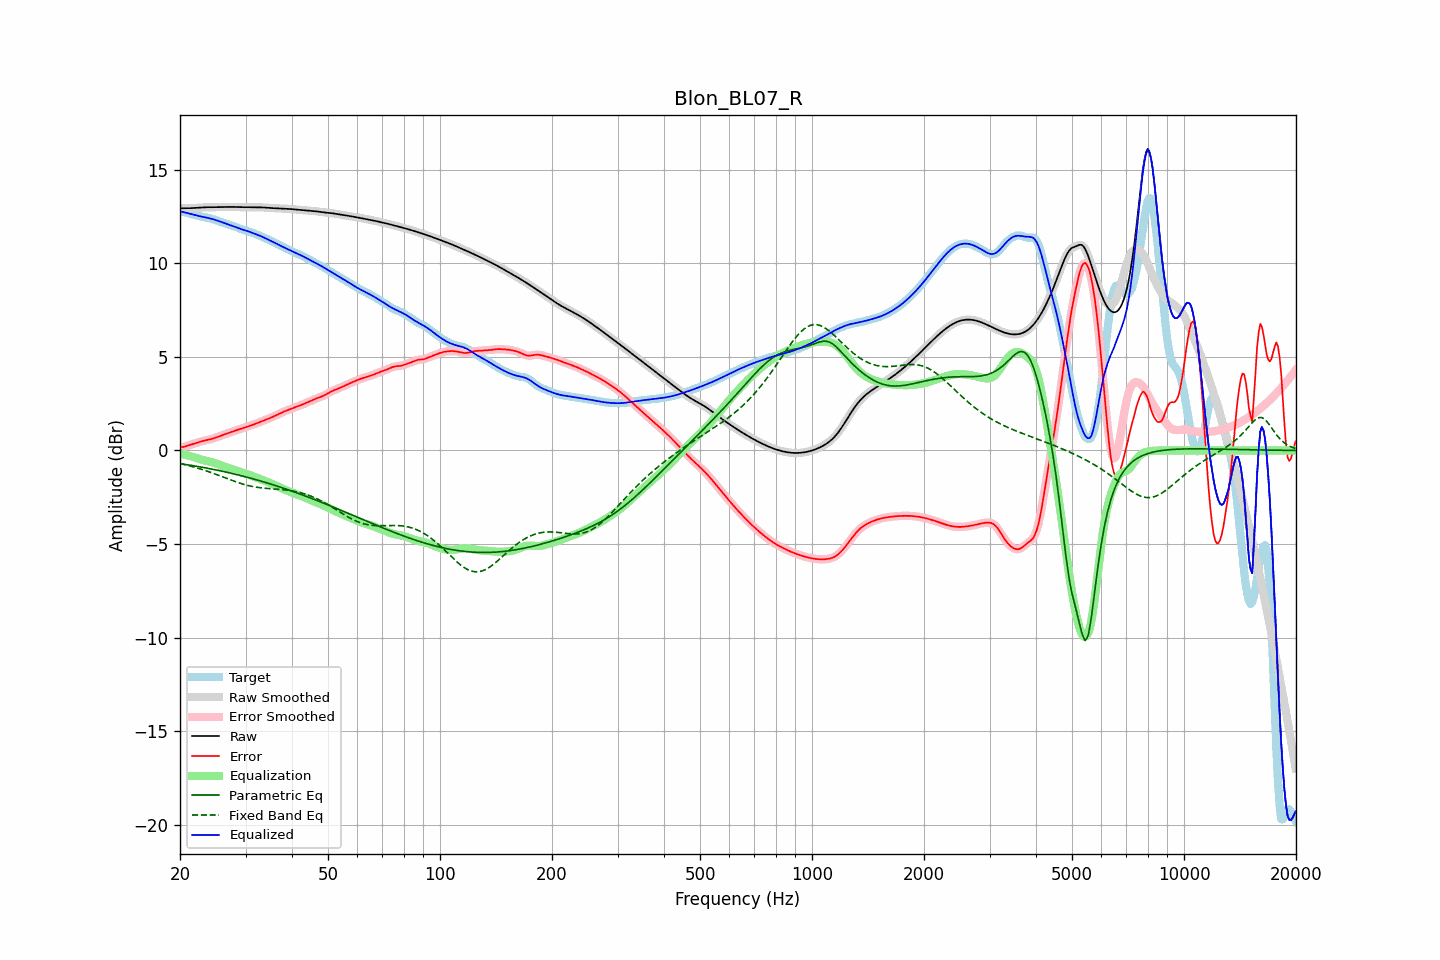 Blon_BL07_R
Amplitude (dBr)
15
10
5
0
−5
−10
−15
−20
Target
Raw Smoothed
Error Smoothed
Raw
Error
Equalization
Parametric Eq
Fixed Band Eq
Equalized
20 50 100 200 500 1000 2000 5000 10000 20000
Frequency (Hz)